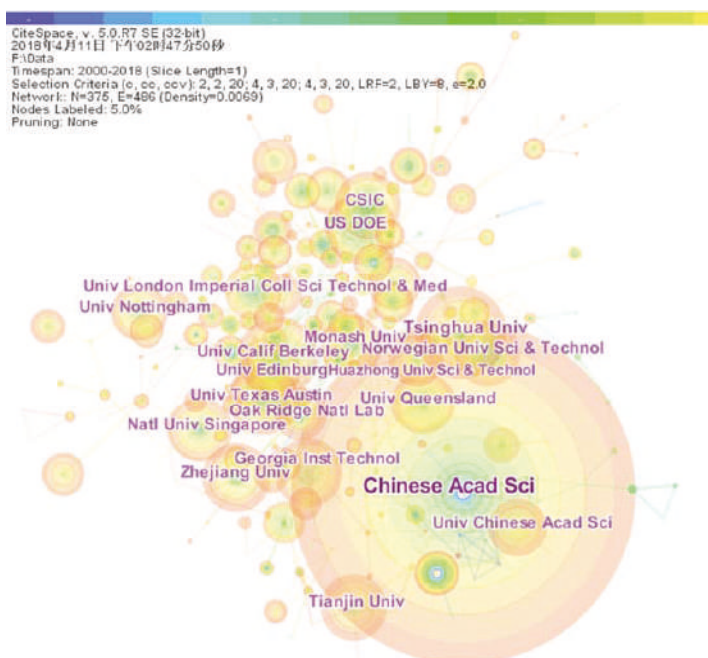 CiteSpace, v. 5.0.R7 SE (32-bit)
2018年4月11日 下午02时47分50秒
F:\Data
Timespan: 2000-2018 (Slice Length=1)
Selection Criteria (c, cc, ccv): 2, 2, 20; 4, 3, 20; 4, 3, 20, LRF=2, LBY=8, e=2.0
Network: N=375, E=486 (Density=0.0069)
Nodes Labeled: 5.0%
Pruning: None
CSIC
US DOE
Univ London Imperial Coll Sci Technol & Med
Univ Nottingham
Tsinghua Univ
Monash Univ
Norwegian Univ Sci & Technol
Univ Calif Berkeley
Univ Edinburg
Huazhong Univ Sci & Technol
Univ Texas Austin
Univ Queensland
Oak Ridge Natl Lab
Natl Univ Singapore
Georgia Inst Technol
Zhejiang Univ
Chinese Acad Sci
Univ Chinese Acad Sci
Tianjin Univ